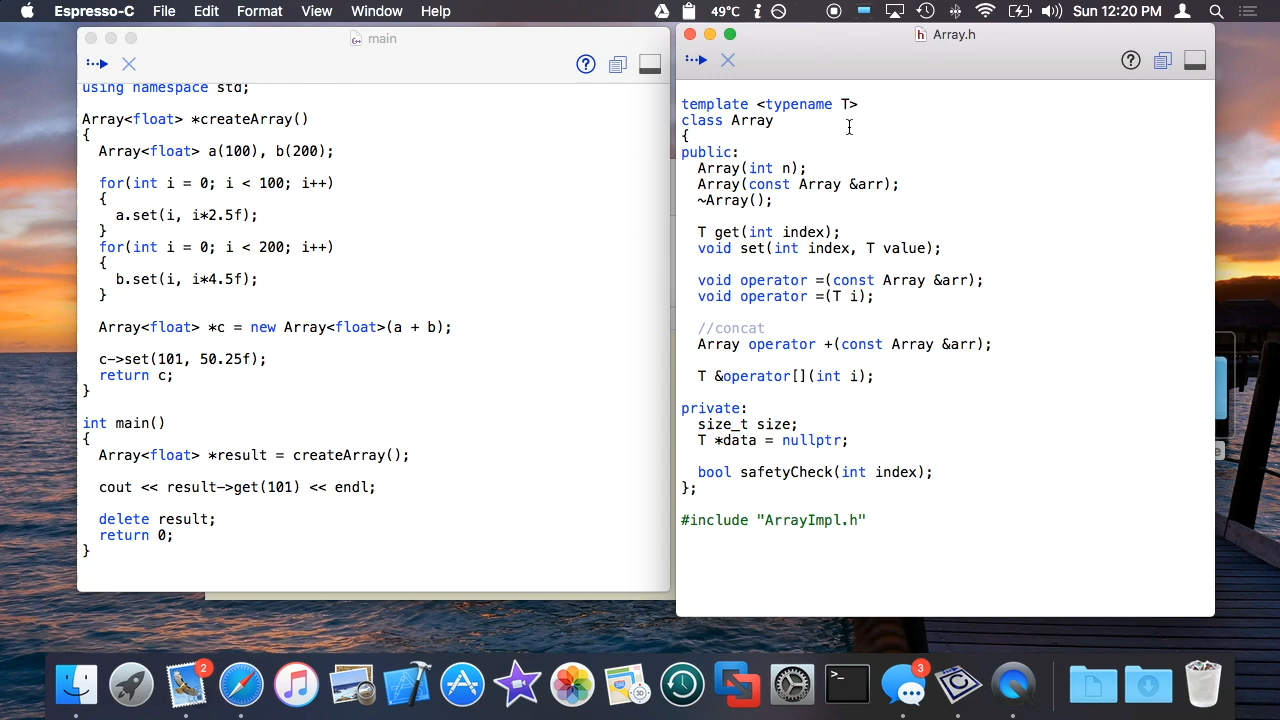 Espresso-C File Edit Format View Window Help 49°C Sun 12:20 PM
main
using namespace std;
Array<float> *createArray()
{
  Array<float> a(100), b(200);
  for(int i = 0; i < 100; i++)
  {
    a.set(i, i*2.5f);
  }
  for(int i = 0; i < 200; i++)
  {
    b.set(i, i*4.5f);
  }
  Array<float> *c = new Array<float>(a + b);
  c->set(101, 50.25f);
  return c;
}
int main()
{
  Array<float> *result = createArray();
  cout << result->get(101) << endl;
  delete result;
  return 0;
}
Array.h
template <typename T>
class Array
{
public:
  Array(int n);
  Array(const Array &arr);
  ~Array();
  T get(int index);
  void set(int index, T value);
  void operator =(const Array &arr);
  void operator =(T i);
  //concat
  Array operator +(const Array &arr);
  T &operator[](int i);
private:
  size_t size;
  T *data = nullptr;
  bool safetyCheck(int index);
};
#include "ArrayImpl.h"
e
2
3